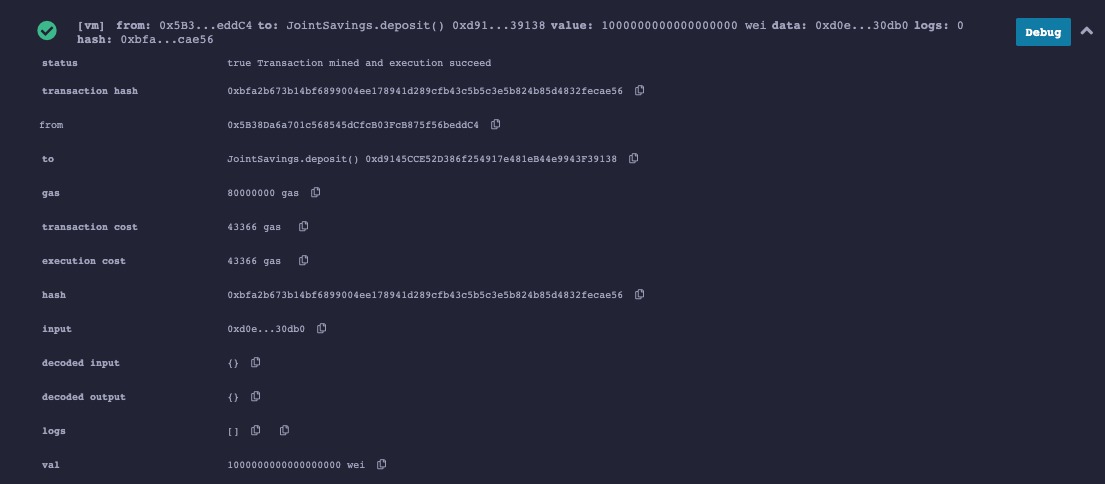 [vm] from: 0x5B3...eddC4 to: JointSavings.deposit() 0xd91...39138 value: 1000000000000000000 wei data: 0xd0e...30db0 logs: 0
hash: 0xbfa...cae56
Debug
status true Transaction mined and execution succeed
transaction hash 0xbfa2b673b14bf6899004ee178941d289cfb43c5b5c3e5b824b85d4832fecae56
from 0x5B38Da6a701c568545dCfcB03FcB875f56beddC4
to JointSavings.deposit() 0xd9145CCE52D386f254917e481eB44e9943F39138
gas 80000000 gas
transaction cost 43366 gas
execution cost 43366 gas
hash 0xbfa2b673b14bf6899004ee178941d289cfb43c5b5c3e5b824b85d4832fecae56
input 0xd0e...30db0
decoded input {}
decoded output {}
logs []
val 1000000000000000000 wei